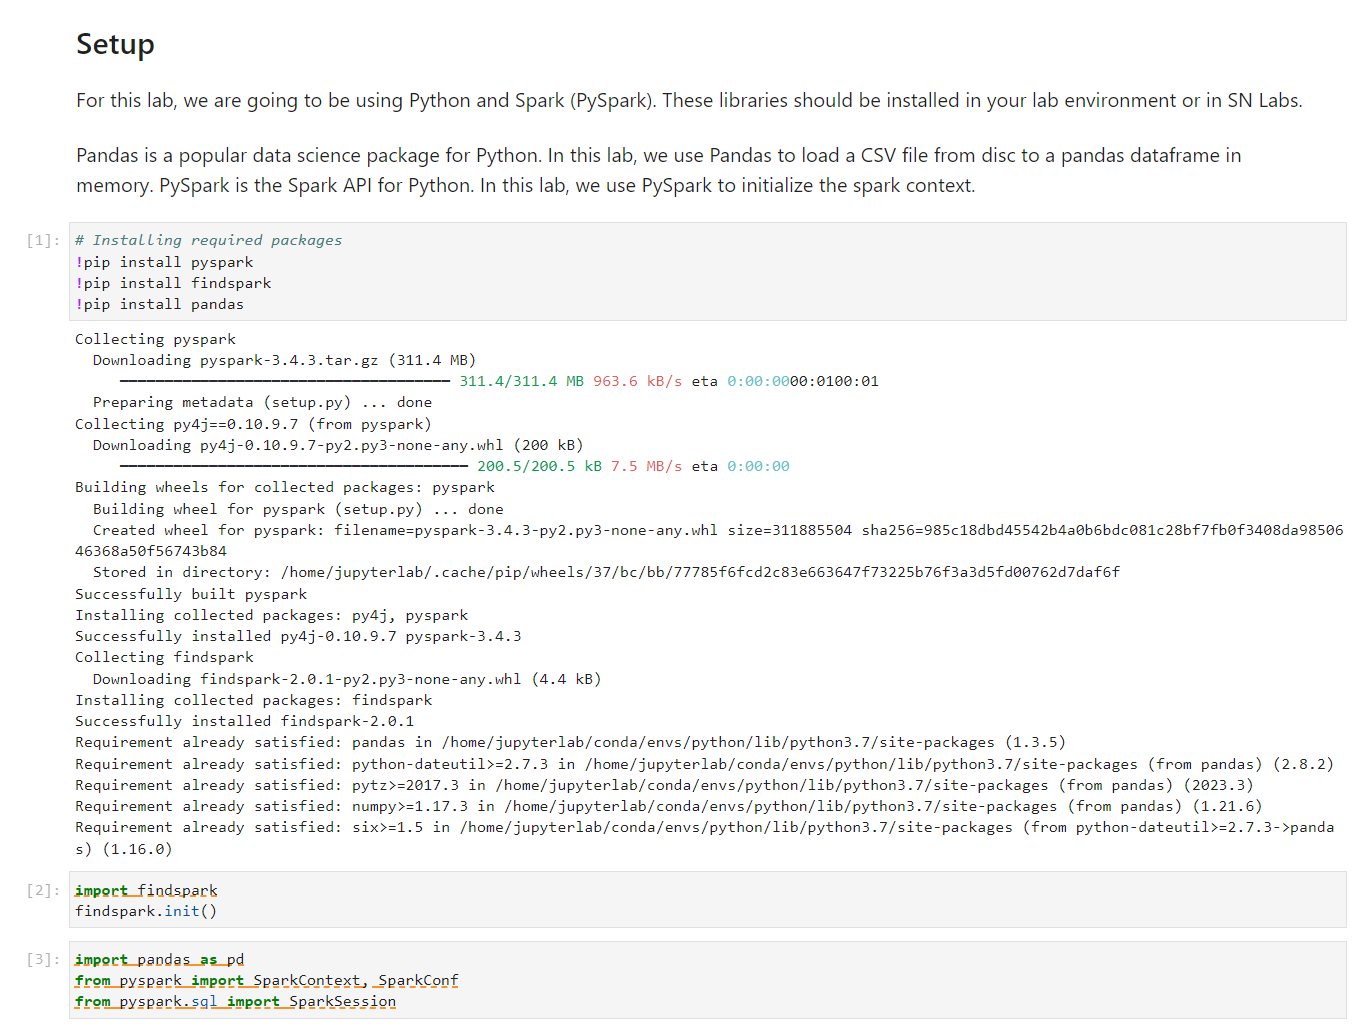 Setup
For this lab, we are going to be using Python and Spark (PySpark). These libraries should be installed in your lab environment or in SN Labs.
Pandas is a popular data science package for Python. In this lab, we use Pandas to load a CSV file from disc to a pandas dataframe in
memory. PySpark is the Spark API for Python. In this lab, we use PySpark to initialize the spark context.
[1]: # Installing required packages
!pip install pyspark
!pip install findspark
!pip install pandas
Collecting pyspark
  Downloading pyspark-3.4.3.tar.gz (311.4 MB)
     ━━━━━━━━━━━━━━━━━━━━━━━━━━━━━━━━━━━━━ 311.4/311.4 MB 963.6 kB/s eta 0:00:0000:0100:01
  Preparing metadata (setup.py) ... done
Collecting py4j==0.10.9.7 (from pyspark)
  Downloading py4j-0.10.9.7-py2.py3-none-any.whl (200 kB)
     ━━━━━━━━━━━━━━━━━━━━━━━━━━━━━━━━━━━━━━━ 200.5/200.5 kB 7.5 MB/s eta 0:00:00
Building wheels for collected packages: pyspark
  Building wheel for pyspark (setup.py) ... done
  Created wheel for pyspark: filename=pyspark-3.4.3-py2.py3-none-any.whl size=311885504 sha256=985c18dbd45542b4a0b6bdc081c28bf7fb0f3408da98506
46368a50f56743b84
  Stored in directory: /home/jupyterlab/.cache/pip/wheels/37/bc/bb/77785f6fcd2c83e663647f73225b76f3a3d5fd00762d7daf6f
Successfully built pyspark
Installing collected packages: py4j, pyspark
Successfully installed py4j-0.10.9.7 pyspark-3.4.3
Collecting findspark
  Downloading findspark-2.0.1-py2.py3-none-any.whl (4.4 kB)
Installing collected packages: findspark
Successfully installed findspark-2.0.1
Requirement already satisfied: pandas in /home/jupyterlab/conda/envs/python/lib/python3.7/site-packages (1.3.5)
Requirement already satisfied: python-dateutil>=2.7.3 in /home/jupyterlab/conda/envs/python/lib/python3.7/site-packages (from pandas) (2.8.2)
Requirement already satisfied: pytz>=2017.3 in /home/jupyterlab/conda/envs/python/lib/python3.7/site-packages (from pandas) (2023.3)
Requirement already satisfied: numpy>=1.17.3 in /home/jupyterlab/conda/envs/python/lib/python3.7/site-packages (from pandas) (1.21.6)
Requirement already satisfied: six>=1.5 in /home/jupyterlab/conda/envs/python/lib/python3.7/site-packages (from python-dateutil>=2.7.3->panda
s) (1.16.0)
[2]: import findspark
findspark.init()
[3]: import pandas as pd
from pyspark import SparkContext, SparkConf
from pyspark.sql import SparkSession